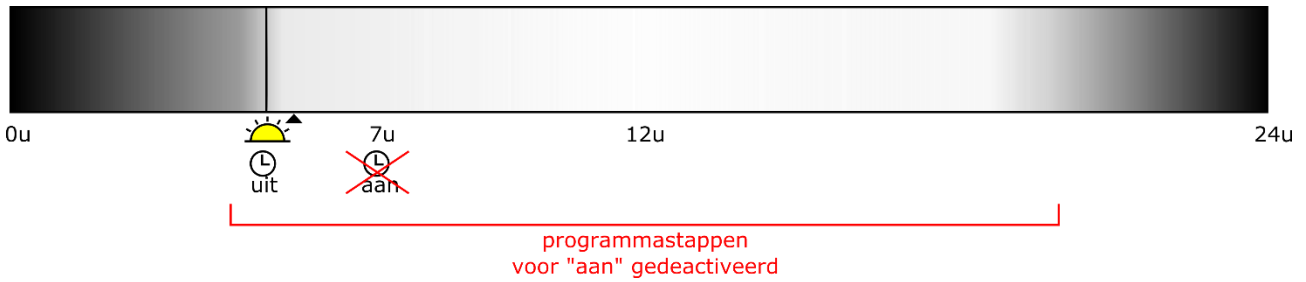 0u 7u 12u 24u
uit aan
programmastappen
voor "aan" gedeactiveerd